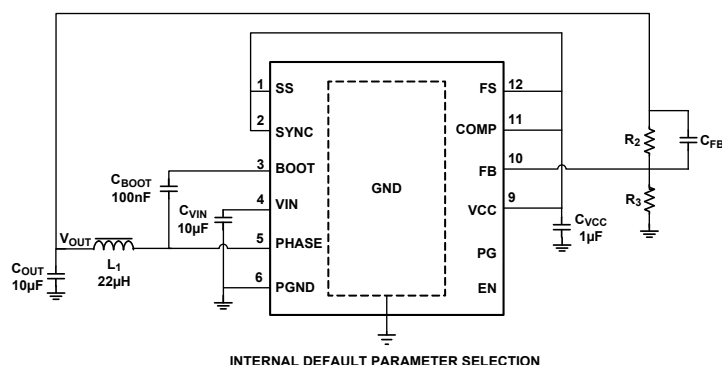 1 SS FS 12
2 SYNC COMP 11
3 BOOT FB 10
4 VIN GND VCC 9
5 PHASE PG
6 PGND EN
CBOOT
100nF
CVIN
10µF
VOUT
L1
22µH
COUT
10µF
R2
CFB
R3
CVCC
1µF
INTERNAL DEFAULT PARAMETER SELECTION